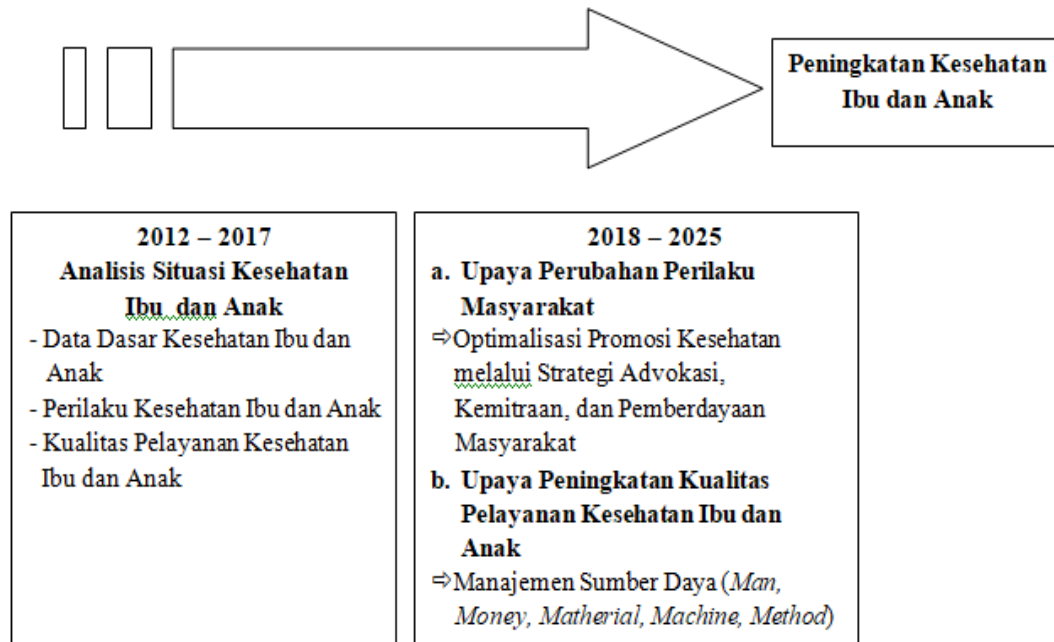 Peningkatan Kesehatan
Ibu dan Anak
2012 – 2017
Analisis Situasi Kesehatan
Ibu dan Anak
- Data Dasar Kesehatan Ibu dan
Anak
- Perilaku Kesehatan Ibu dan Anak
- Kualitas Pelayanan Kesehatan
Ibu dan Anak
2018 – 2025
a. Upaya Perubahan Perilaku
Masyarakat
⇨Optimalisasi Promosi Kesehatan
melalui Strategi Advokasi,
Kemitraan, dan Pemberdayaan
Masyarakat
b. Upaya Peningkatan Kualitas
Pelayanan Kesehatan Ibu dan
Anak
⇨Manajemen Sumber Daya (Man,
Money, Matherial, Machine, Method)